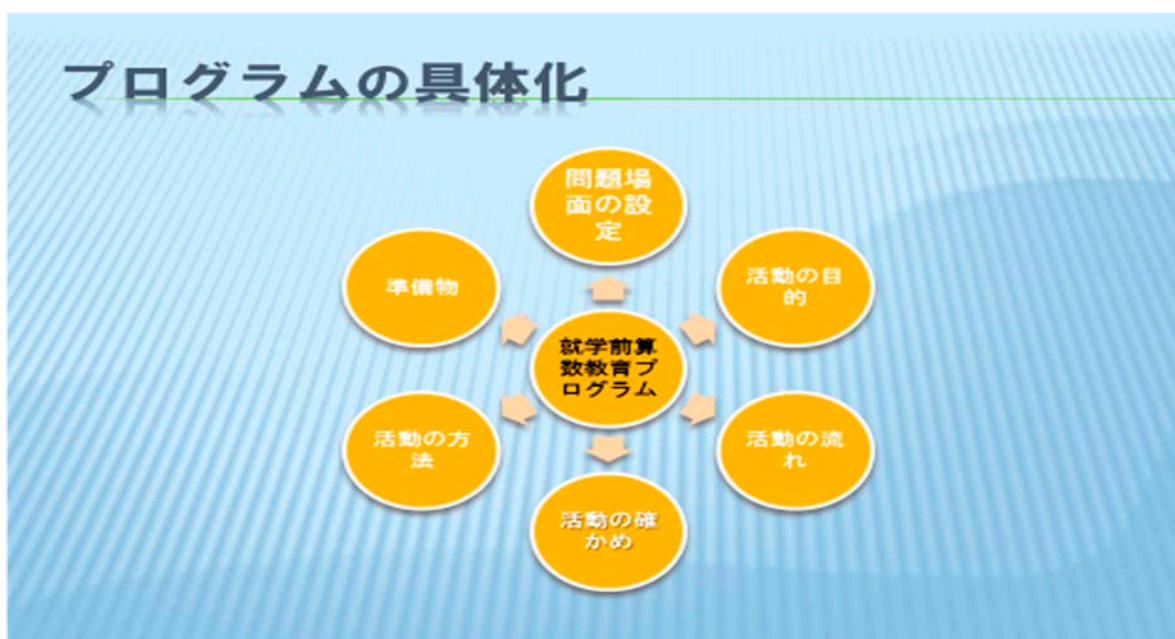 プログラムの具体化
問題場
面の設
定
準備物
活動の目
的
就学前算
数教育プ
ログラム
活動の方
法
活動の流
れ
活動の確
かめ